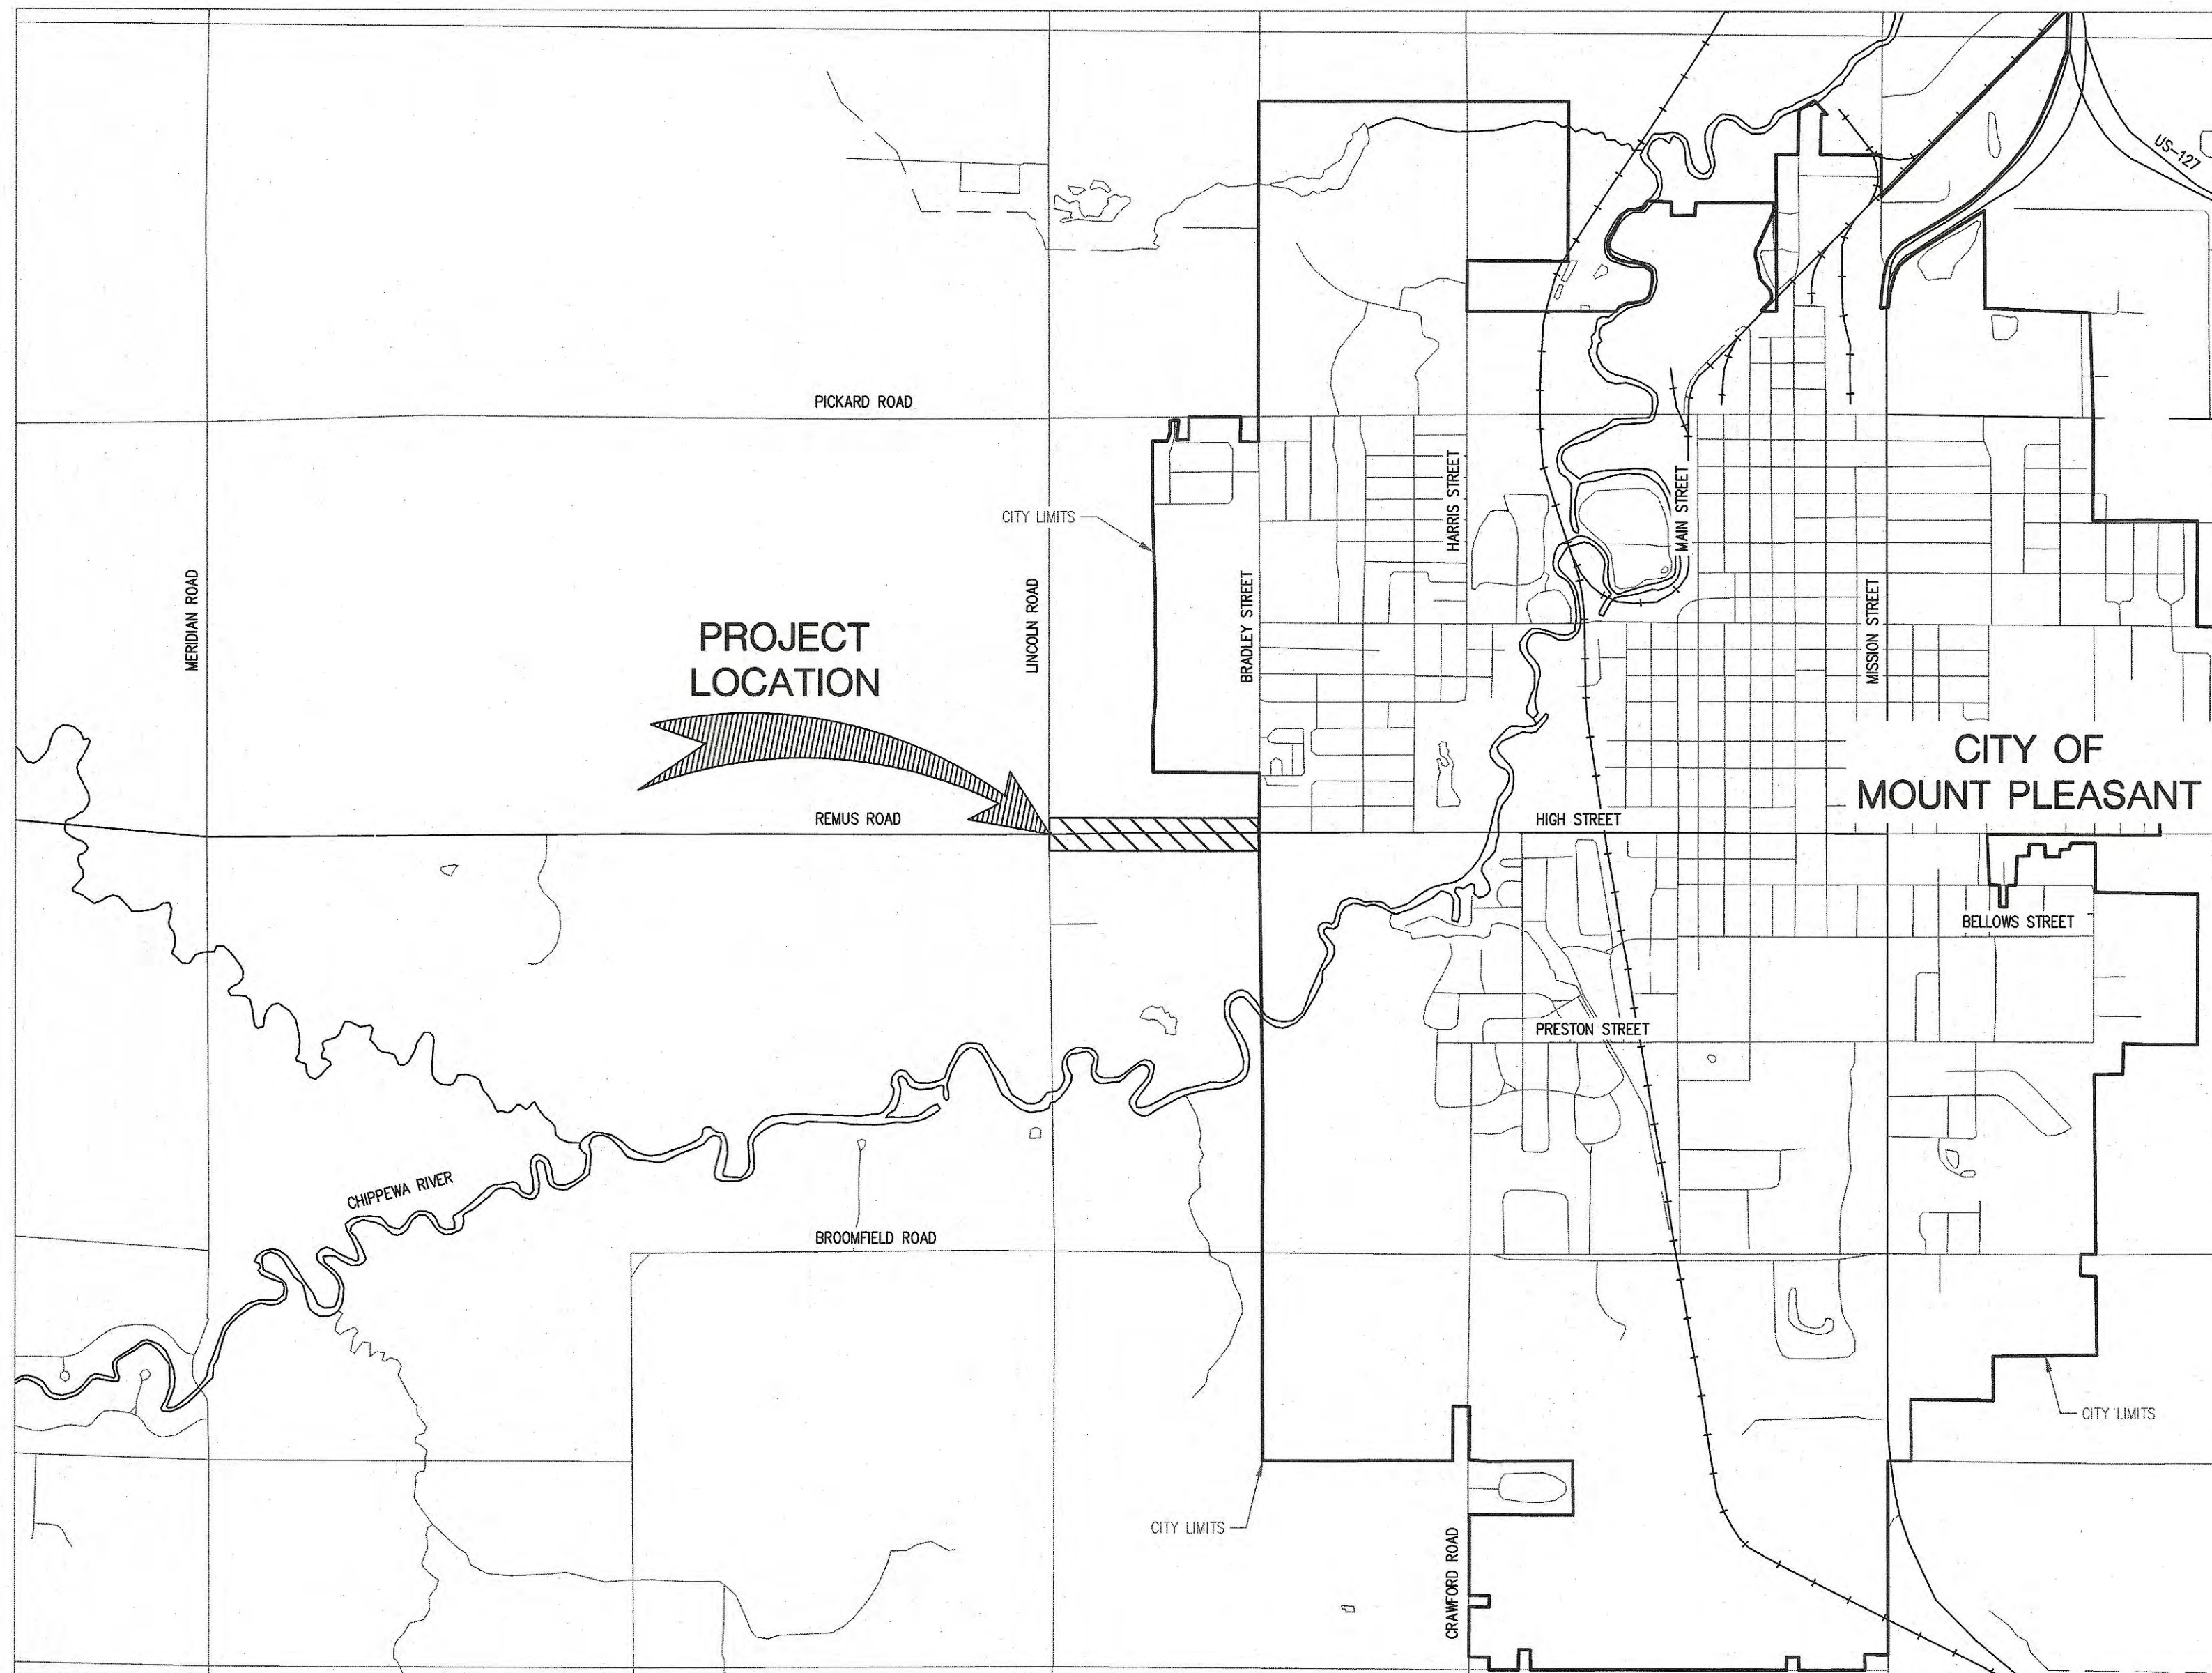 US-127
PICKARD ROAD
HARRIS STREET
MAIN STREET
CITY LIMITS
MERIDIAN ROAD
LINCOLN ROAD
BRADLEY STREET
MISSION STREET
PROJECT
LOCATION
CITY OF
MOUNT PLEASANT
REMUS ROAD
HIGH STREET
BELLOWS STREET
PRESTON STREET
CHIPPEWA RIVER
BROOMFIELD ROAD
CITY LIMITS
CITY LIMITS
CRAWFORD ROAD